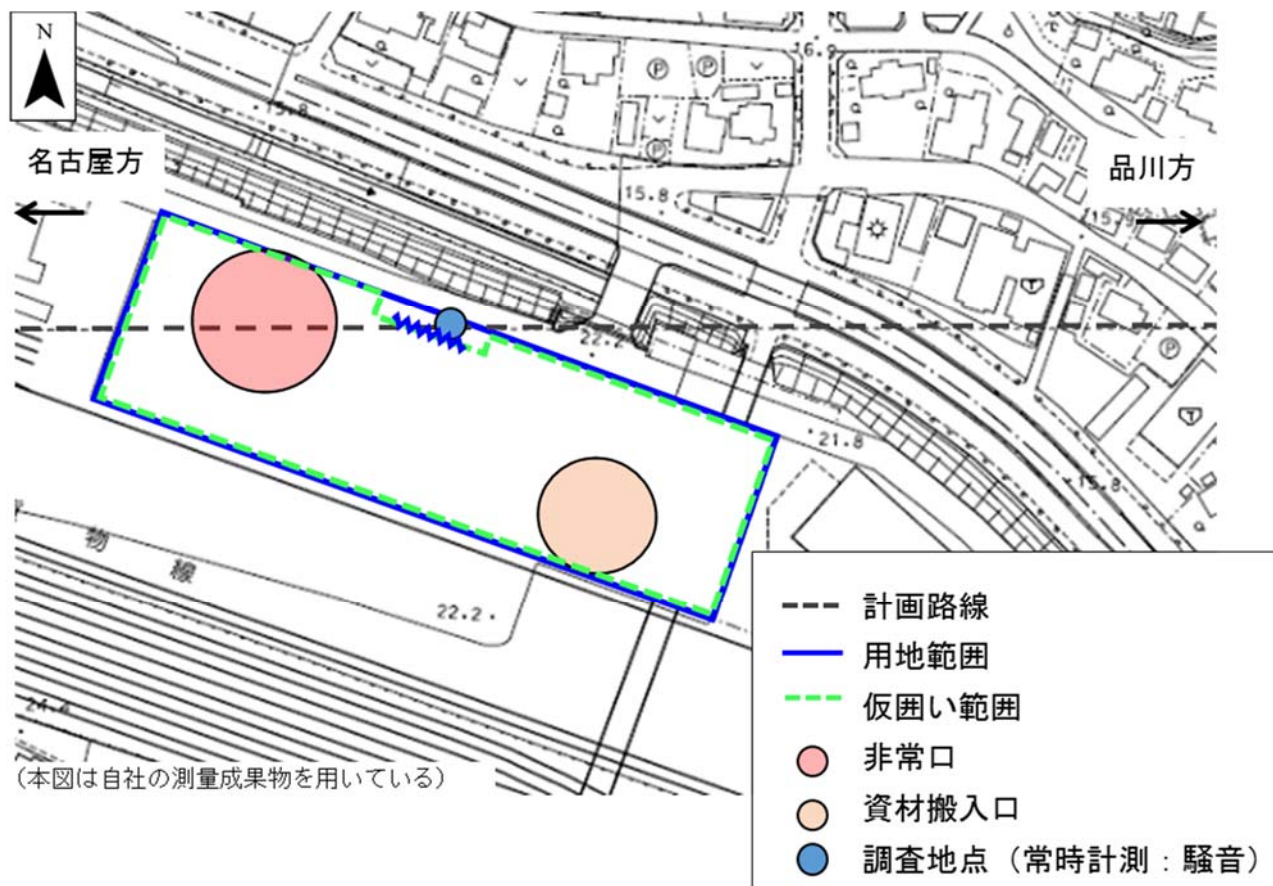 N
名古屋方
品川方
16.9
15.8
15.8
22.2
21.8
15.8
貨物線
22.2
24.4
P
P
P
P
T
T
（本図は自社の測量成果物を用いている）
計画路線
用地範囲
仮囲い範囲
非常口
資材搬入口
調査地点（常時計測：騒音）